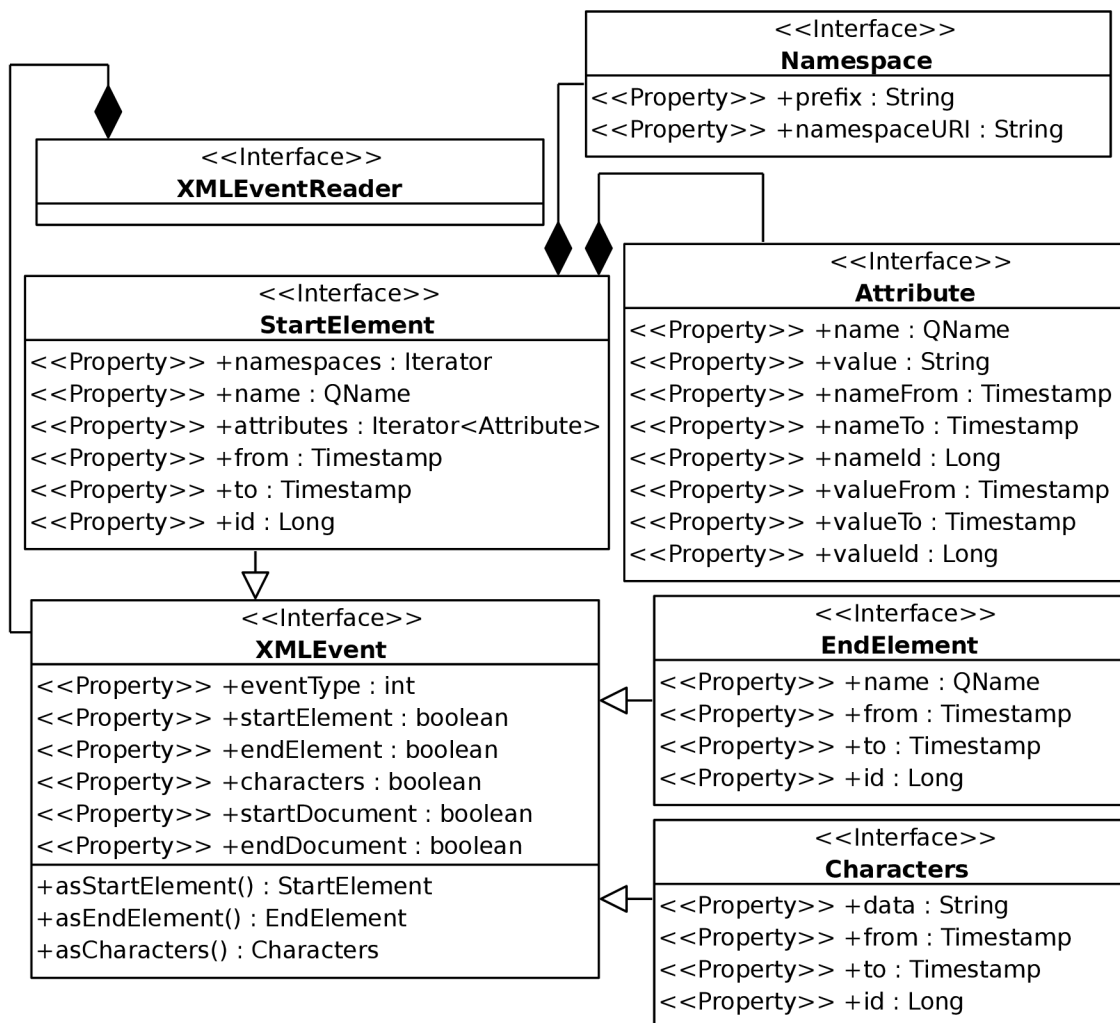 <<Interface>>
Namespace
<<Property>> +prefix : String
<<Property>> +namespaceURI : String
<<Interface>>
XMLEventReader
<<Interface>>
StartElement
<<Property>> +namespaces : Iterator
<<Property>> +name : QName
<<Property>> +attributes : Iterator<Attribute>
<<Property>> +from : Timestamp
<<Property>> +to : Timestamp
<<Property>> +id : Long
<<Interface>>
Attribute
<<Property>> +name : QName
<<Property>> +value : String
<<Property>> +nameFrom : Timestamp
<<Property>> +nameTo : Timestamp
<<Property>> +nameId : Long
<<Property>> +valueFrom : Timestamp
<<Property>> +valueTo : Timestamp
<<Property>> +valueId : Long
<<Interface>>
XMLEvent
<<Property>> +eventType : int
<<Property>> +startElement : boolean
<<Property>> +endElement : boolean
<<Property>> +characters : boolean
<<Property>> +startDocument : boolean
<<Property>> +endDocument : boolean
+asStartElement() : StartElement
+asEndElement() : EndElement
+asCharacters() : Characters
<<Interface>>
EndElement
<<Property>> +name : QName
<<Property>> +from : Timestamp
<<Property>> +to : Timestamp
<<Property>> +id : Long
<<Interface>>
Characters
<<Property>> +data : String
<<Property>> +from : Timestamp
<<Property>> +to : Timestamp
<<Property>> +id : Long